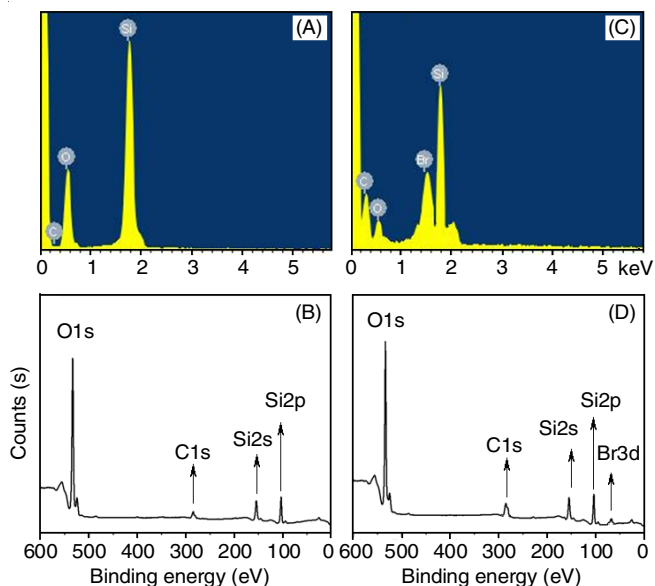 (A)
Si
O
C
0 1 2 3 4 5
(C)
Si
Br
C
O
0 1 2 3 4 5 keV
(B)
O1s
C1s
Si2s
Si2p
Counts (s)
600 500 400 300 200 100 0
Binding energy (eV)
(D)
O1s
C1s
Si2s
Si2p
Br3d
600 500 400 300 200 100 0
Binding energy (eV)